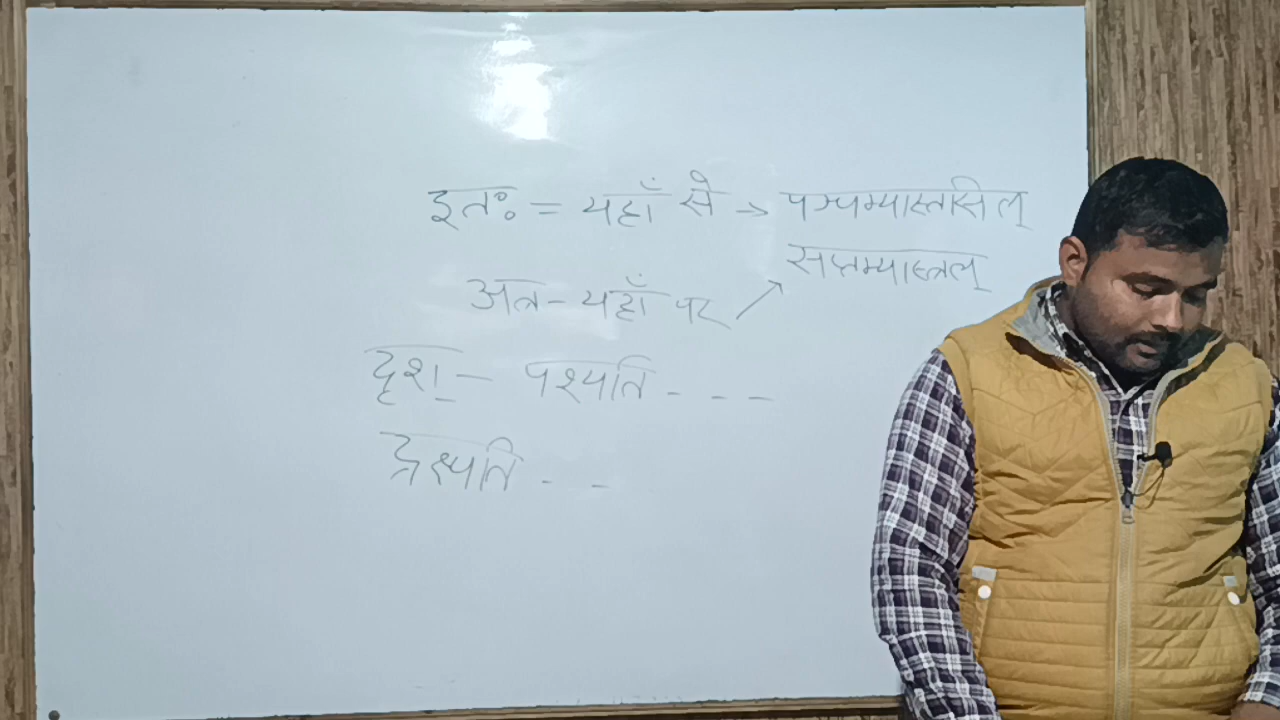 इतः = यहाँ से → पञ्चम्यास्तसिल्
सप्तम्यास्त्रल्
अत्र - यहाँ पर ↗
दृश् - पश्यति - - -
द्रक्ष्यति - - -